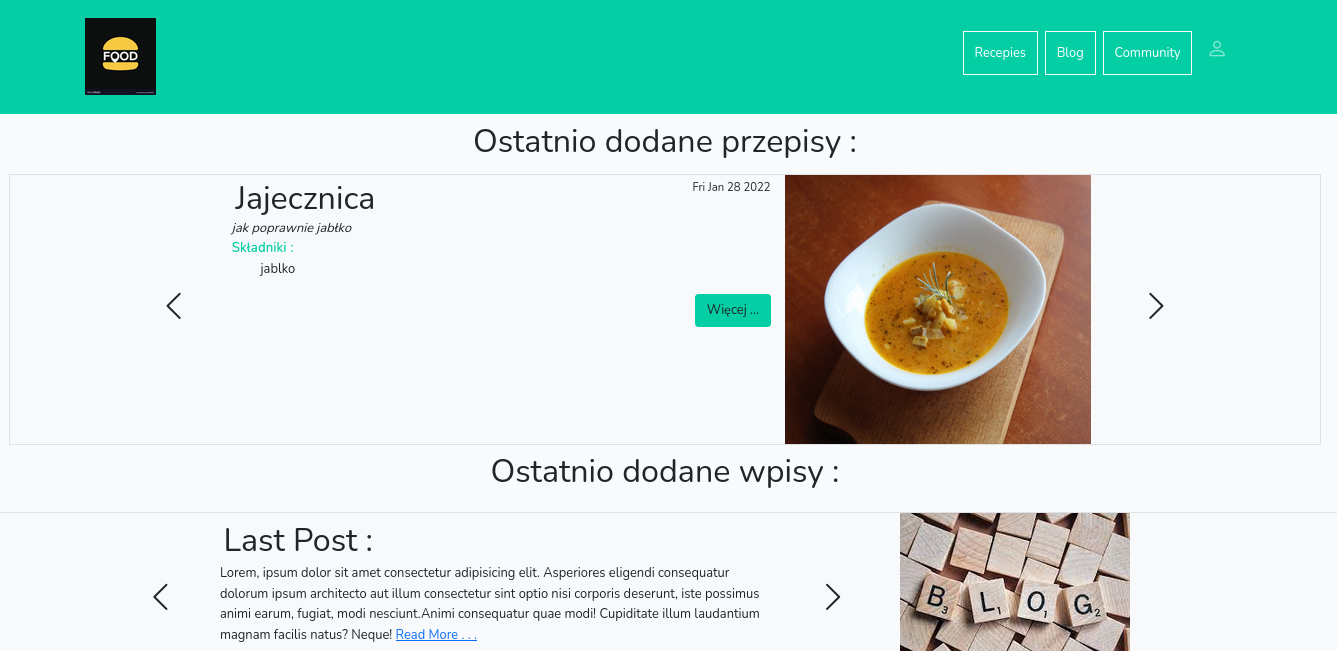 FOOD
Recepies
Blog
Community
Ostatnio dodane przepisy :
Jajecznica
Fri Jan 28 2022
jak poprawnie jabłko
Składniki :
jablko
Więcej ...
Ostatnio dodane wpisy :
Last Post :
Lorem, ipsum dolor sit amet consectetur adipisicing elit. Asperiores eligendi consequatur
dolorum ipsum architecto aut illum consectetur sint optio nisi corporis deserunt, iste possimus
animi earum, fugiat, modi nesciunt.Animi consequatur quae modi! Cupiditate illum laudantium
magnam facilis natus? Neque! Read More . . .
B3 L1 O1 G2